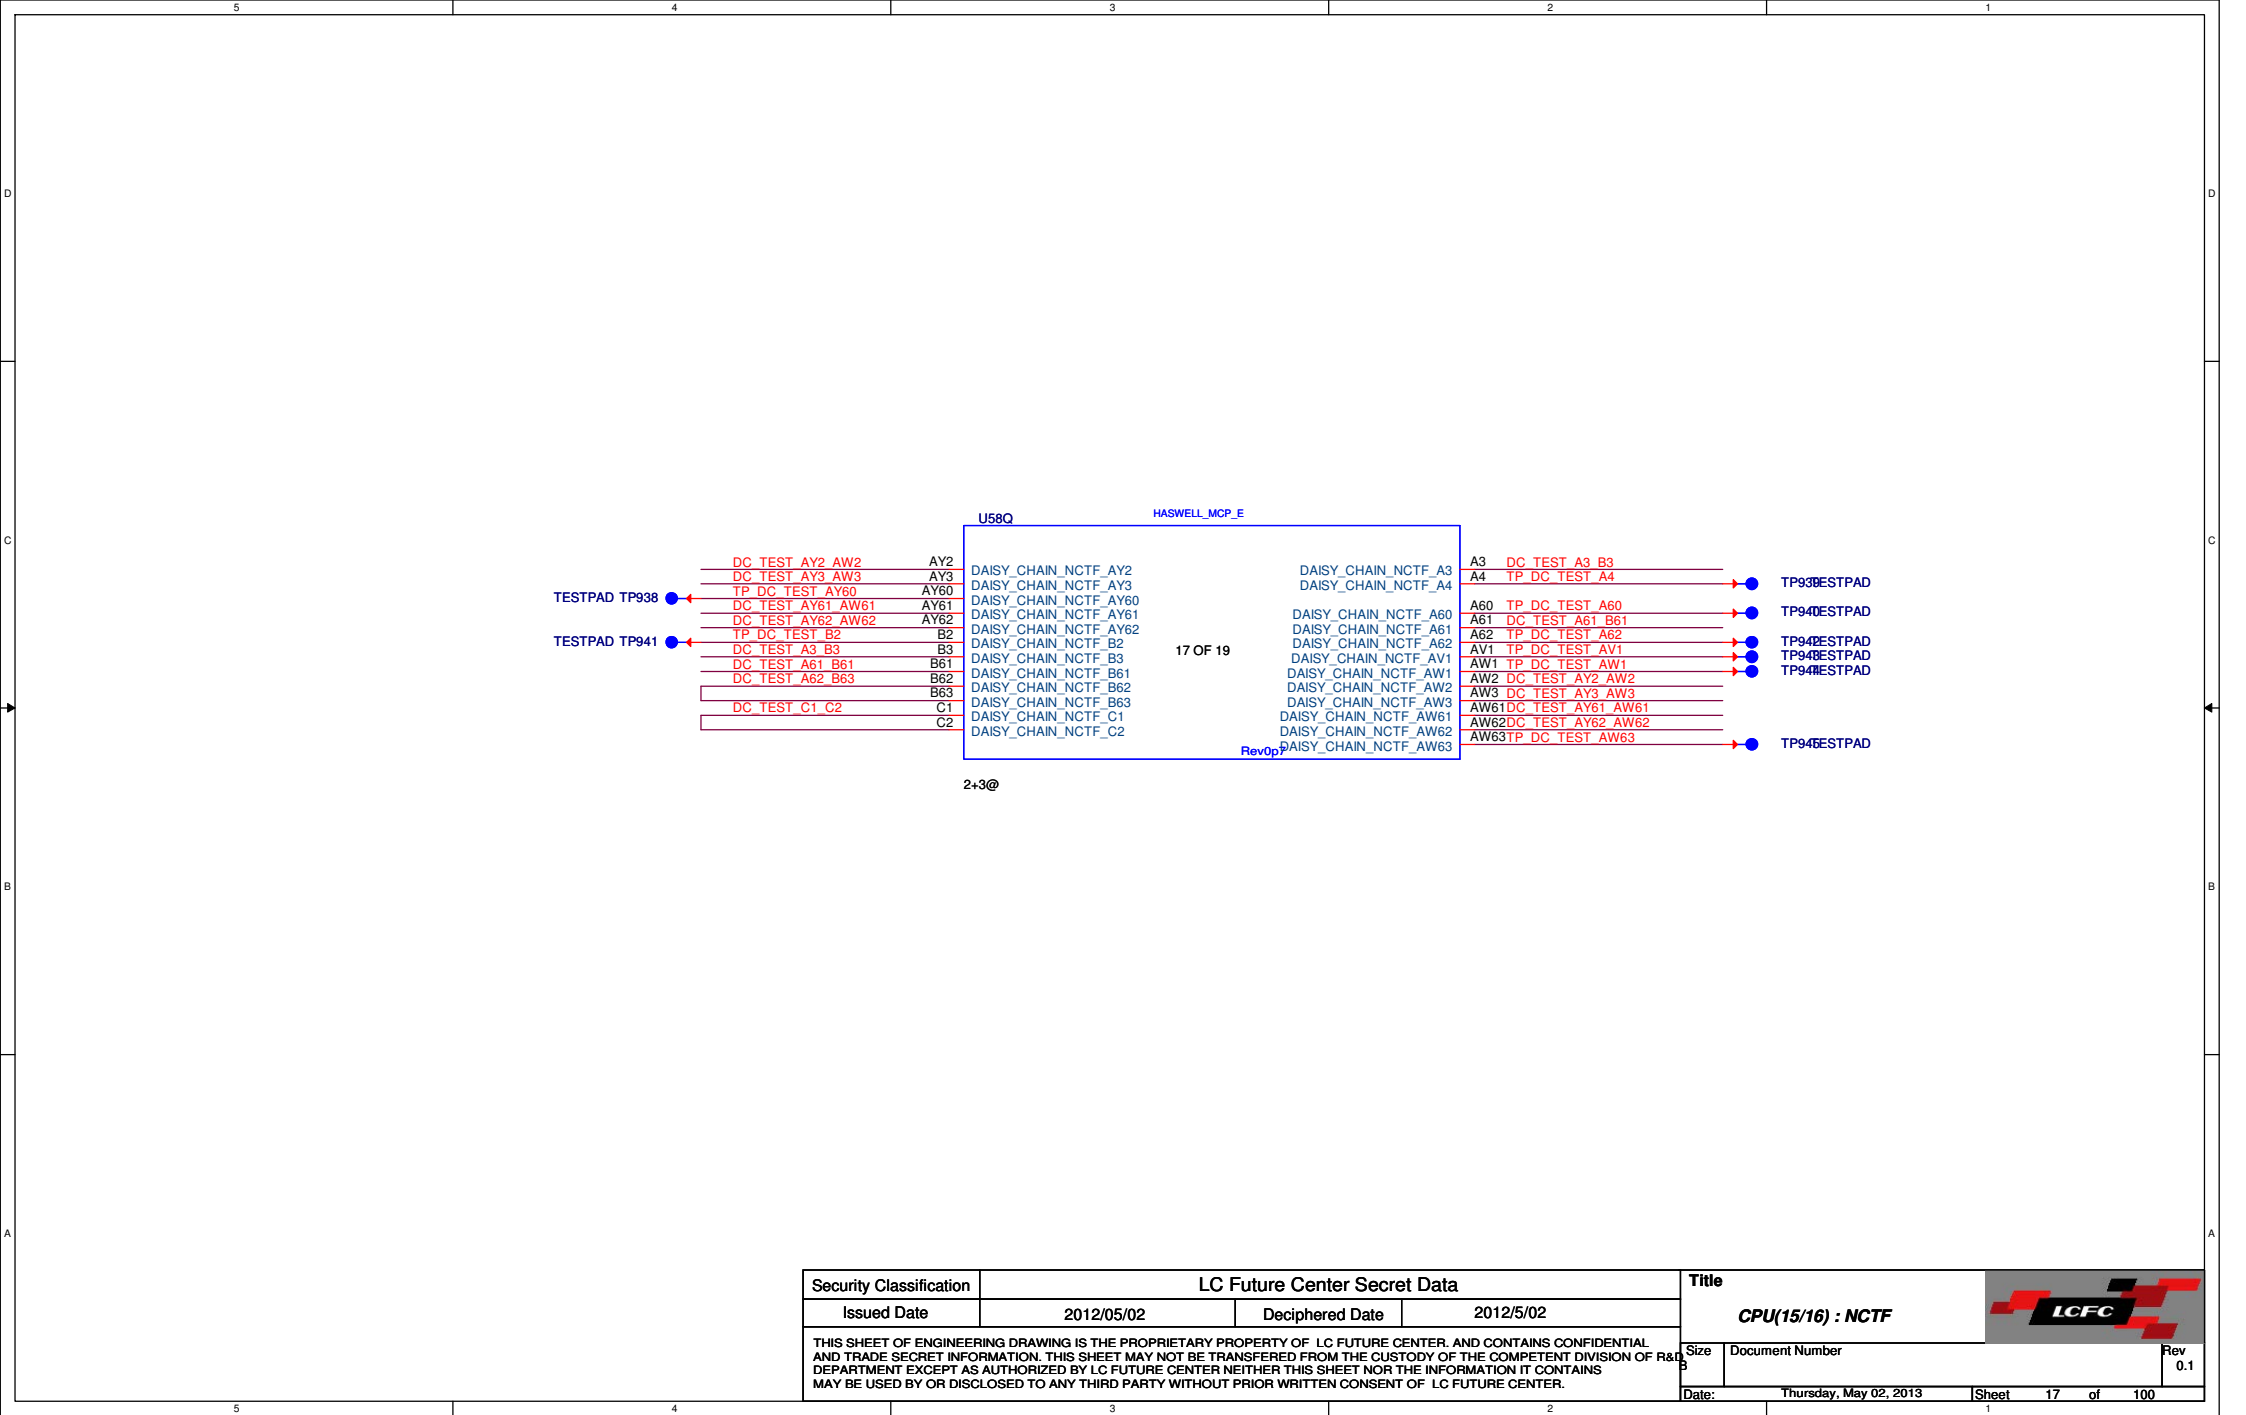 5 4 3 2 1
D D
C C
B B
A A
U58Q
HASWELL_MCP_E
DC_TEST_AY2_AW2 AY2 DAISY_CHAIN_NCTF_AY2
DC_TEST_AY3_AW3 AY3 DAISY_CHAIN_NCTF_AY3
TESTPAD TP938 TP_DC_TEST_AY60 AY60 DAISY_CHAIN_NCTF_AY60
DC_TEST_AY61_AW61 AY61 DAISY_CHAIN_NCTF_AY61
DC_TEST_AY62_AW62 AY62 DAISY_CHAIN_NCTF_AY62
TESTPAD TP941 TP_DC_TEST_B2 B2 DAISY_CHAIN_NCTF_B2
DC_TEST_A3_B3 B3 DAISY_CHAIN_NCTF_B3
DC_TEST_A61_B61 B61 DAISY_CHAIN_NCTF_B61
DC_TEST_A62_B63 B62 DAISY_CHAIN_NCTF_B62
B63 DAISY_CHAIN_NCTF_B63
DC_TEST_C1_C2 C1 DAISY_CHAIN_NCTF_C1
C2 DAISY_CHAIN_NCTF_C2
17 OF 19
DAISY_CHAIN_NCTF_A3 A3 DC_TEST_A3_B3
DAISY_CHAIN_NCTF_A4 A4 TP_DC_TEST_A4 TP939 TESTPAD
DAISY_CHAIN_NCTF_A60 A60 TP_DC_TEST_A60 TP940 TESTPAD
DAISY_CHAIN_NCTF_A61 A61 DC_TEST_A61_B61
DAISY_CHAIN_NCTF_A62 A62 TP_DC_TEST_A62 TP942 TESTPAD
DAISY_CHAIN_NCTF_AV1 AV1 TP_DC_TEST_AV1 TP943 TESTPAD
DAISY_CHAIN_NCTF_AW1 AW1 TP_DC_TEST_AW1 TP944 TESTPAD
DAISY_CHAIN_NCTF_AW2 AW2 DC_TEST_AY2_AW2
DAISY_CHAIN_NCTF_AW3 AW3 DC_TEST_AY3_AW3
DAISY_CHAIN_NCTF_AW61 AW61 DC_TEST_AY61_AW61
DAISY_CHAIN_NCTF_AW62 AW62 DC_TEST_AY62_AW62
DAISY_CHAIN_NCTF_AW63 AW63 TP_DC_TEST_AW63 TP945 TESTPAD
Rev0p7
2+3@
Security Classification LC Future Center Secret Data
Issued Date 2012/05/02 Deciphered Date 2012/5/02
THIS SHEET OF ENGINEERING DRAWING IS THE PROPRIETARY PROPERTY OF LC FUTURE CENTER. AND CONTAINS CONFIDENTIAL
AND TRADE SECRET INFORMATION. THIS SHEET MAY NOT BE TRANSFERED FROM THE CUSTODY OF THE COMPETENT DIVISION OF R&D
DEPARTMENT EXCEPT AS AUTHORIZED BY LC FUTURE CENTER NEITHER THIS SHEET NOR THE INFORMATION IT CONTAINS
MAY BE USED BY OR DISCLOSED TO ANY THIRD PARTY WITHOUT PRIOR WRITTEN CONSENT OF LC FUTURE CENTER.
Title
CPU(15/16) : NCTF
LCFC
Size Document Number Rev
B 0.1
Date: Thursday, May 02, 2013 Sheet 17 of 100
5 4 3 2 1